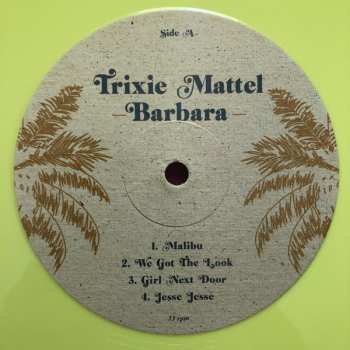 Side A
Trixie Mattel
Barbara
1. Malibu
2. We Got The Look
3. Girl Next Door
4. Jesse Jesse
33 rpm